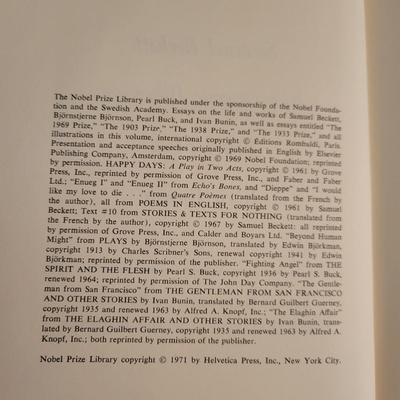 The Nobel Prize Library is published under the sponsorship of the Nobel Founda-
tion and the Swedish Academy. Essays on the life and works of Samuel Beckett,
Björnstjerne Björnson, Pearl Buck, and Ivan Bunin, as well as essays entitled "The
1969 Prize," "The 1903 Prize," "The 1938 Prize," and "The 1933 Prize," and all
illustrations in this volume, international copyright © Éditions Rombaldi, Paris.
Presentation and acceptance speeches originally published in English by Elsevier
Publishing Company, Amsterdam, copyright © 1969 Nobel Foundation; reprinted
by permission. HAPPY DAYS: A Play in Two Acts, copyright © 1961 by Grove
Press, Inc., reprinted by permission of Grove Press, Inc., and Faber and Faber
Ltd.; "Enueg I" and "Enueg II" from Echo's Bones, and "Dieppe" and "I would
like my love to die . . ." from Quatre Poèmes (translated from the French by
the author), all from POEMS IN ENGLISH, copyright © 1961 by Samuel
Beckett; Text #10 from STORIES & TEXTS FOR NOTHING (translated from
the French by the author), copyright © 1967 by Samuel Beckett: all reprinted
by permission of Grove Press, Inc., and Calder and Boyars Ltd. "Beyond Human
Might" from PLAYS by Björnstjerne Björnson, translated by Edwin Björkman,
copyright 1913 by Charles Scribner's Sons, renewal copyright 1941 by Edwin
Björkman; reprinted by permission of the publisher. "Fighting Angel" from THE
SPIRIT AND THE FLESH by Pearl S. Buck, copyright 1936 by Pearl S. Buck,
renewed 1964; reprinted by permission of The John Day Company. "The Gentle-
man from San Francisco" from THE GENTLEMAN FROM SAN FRANCISCO
AND OTHER STORIES by Ivan Bunin, translated by Bernard Guilbert Guerney,
copyright 1935 and renewed 1963 by Alfred A. Knopf, Inc.; "The Elaghin Affair"
from THE ELAGHIN AFFAIR AND OTHER STORIES by Ivan Bunin, trans-
lated by Bernard Guilbert Guerney, copyright 1935 and renewed 1963 by Alfred A.
Knopf, Inc.; both reprinted by permission of the publisher.
Nobel Prize Library copyright © 1971 by Helvetica Press, Inc., New York City.